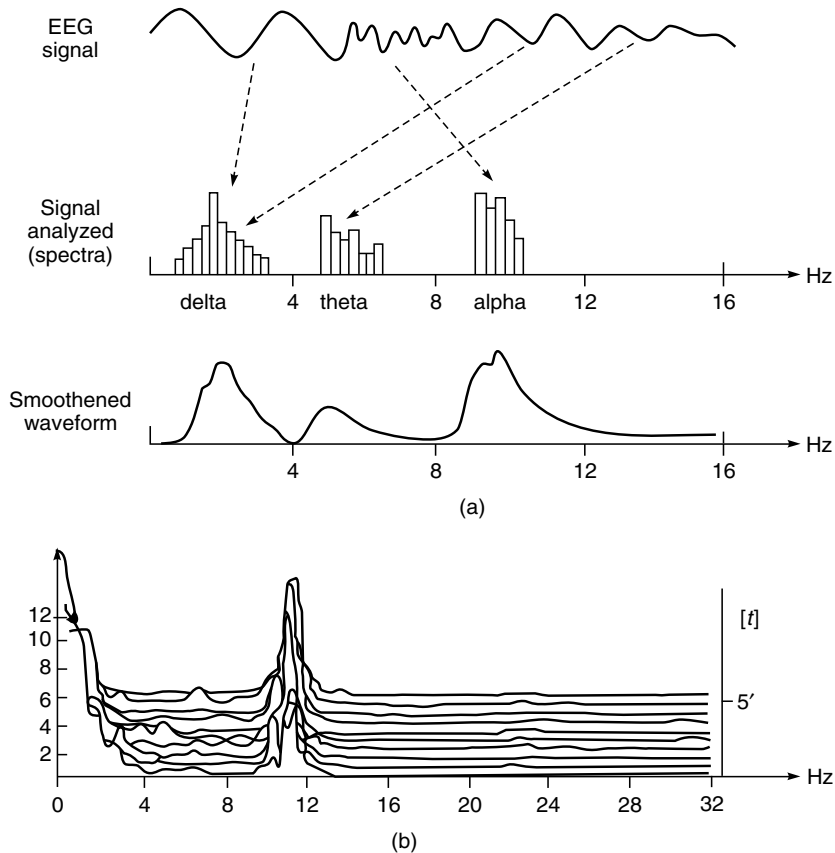 EEG
signal
Signal
analyzed
(spectra)
Hz
delta 4 theta 8 alpha 12 16
Smoothened
waveform
Hz
4 8 12 16
(a)
12
10
8
6
4
2
[t]
5′
0 4 8 12 16 20 24 28 32 Hz
(b)